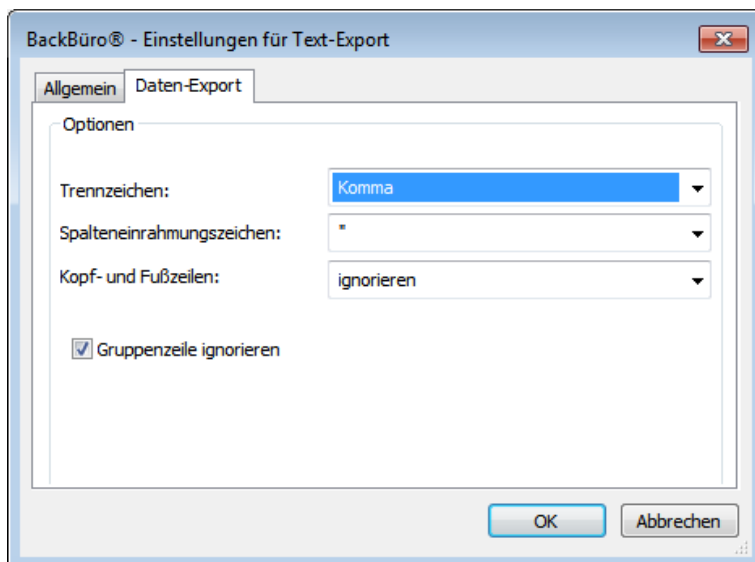 BackBüro® - Einstellungen für Text-Export
Allgemein Daten-Export
Optionen
Trennzeichen: Komma
Spalteneinrahmungszeichen: "
Kopf- und Fußzeilen: ignorieren
Gruppenzeile ignorieren
OK Abbrechen